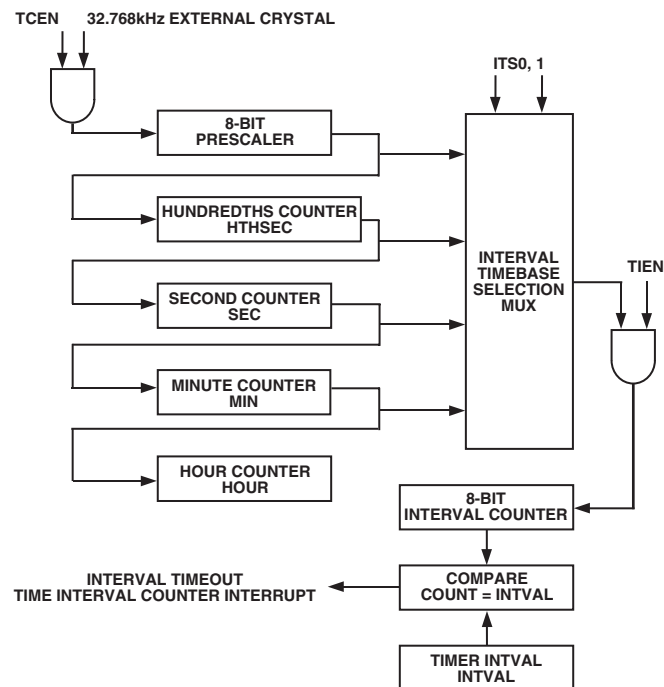 TCEN 32.768kHz EXTERNAL CRYSTAL
ITS0, 1
8-BIT
PRESCALER
HUNDREDTHS COUNTER
HTHSEC
INTERVAL
TIMEBASE
SELECTION
MUX
TIEN
SECOND COUNTER
SEC
MINUTE COUNTER
MIN
HOUR COUNTER
HOUR
8-BIT
INTERVAL COUNTER
INTERVAL TIMEOUT
TIME INTERVAL COUNTER INTERRUPT
COMPARE
COUNT = INTVAL
TIMER INTVAL
INTVAL